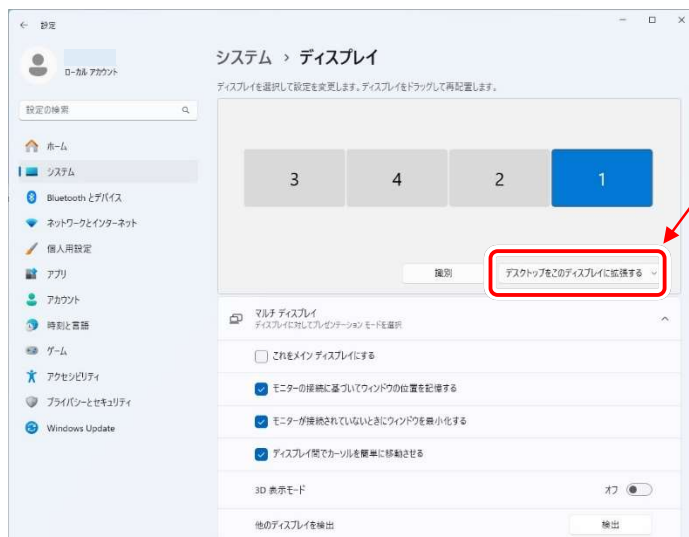 設定
ローカル アカウント
設定の検索
ホーム
システム
Bluetooth とデバイス
ネットワークとインターネット
個人用設定
アプリ
アカウント
時刻と言語
ゲーム
アクセシビリティ
プライバシーとセキュリティ
Windows Update
システム › ディスプレイ
ディスプレイを選択して設定を変更します。ディスプレイをドラッグして再配置します。
3 4 2 1
識別 デスクトップをこのディスプレイに拡張する
マルチ ディスプレイ
ディスプレイに対してプレゼンテーション モードを選択
これをメイン ディスプレイにする
モニターの接続に基づいてウィンドウの位置を記憶する
モニターが接続されていないときにウィンドウを最小化する
ディスプレイ間でカーソルを簡単に移動させる
3D 表示モード オフ
他のディスプレイを検出 検出